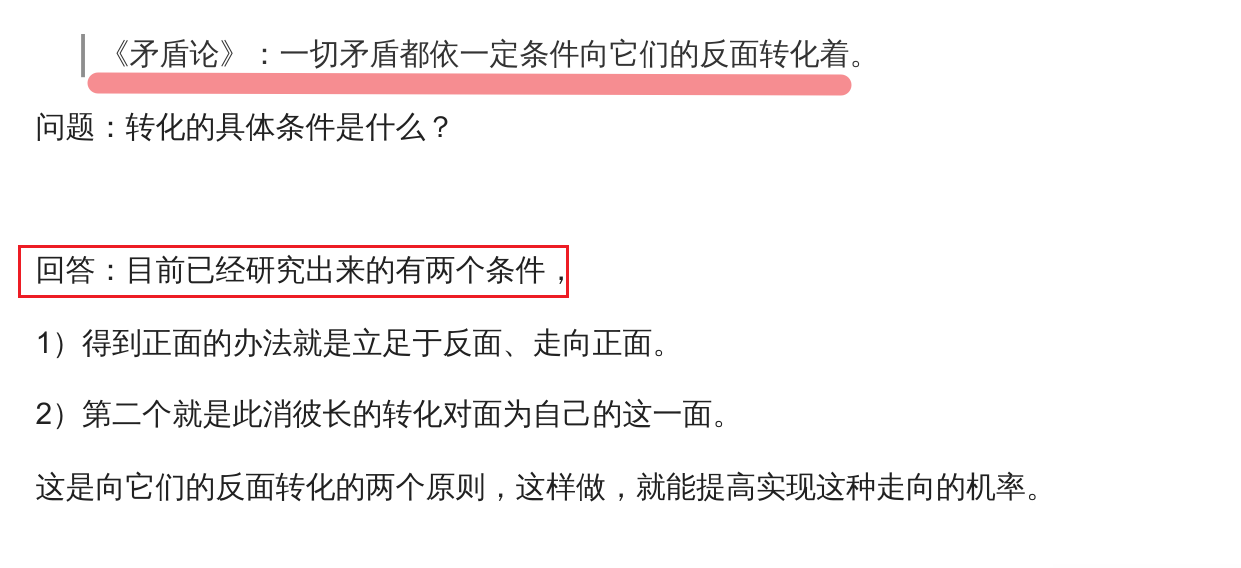 《矛盾论》：一切矛盾都依一定条件向它们的反面转化着。
问题：转化的具体条件是什么？
回答：目前已经研究出来的有两个条件，
1）得到正面的办法就是立足于反面、走向正面。
2）第二个就是此消彼长的转化对面为自己的这一面。
这是向它们的反面转化的两个原则，这样做，就能提高实现这种走向的机率。